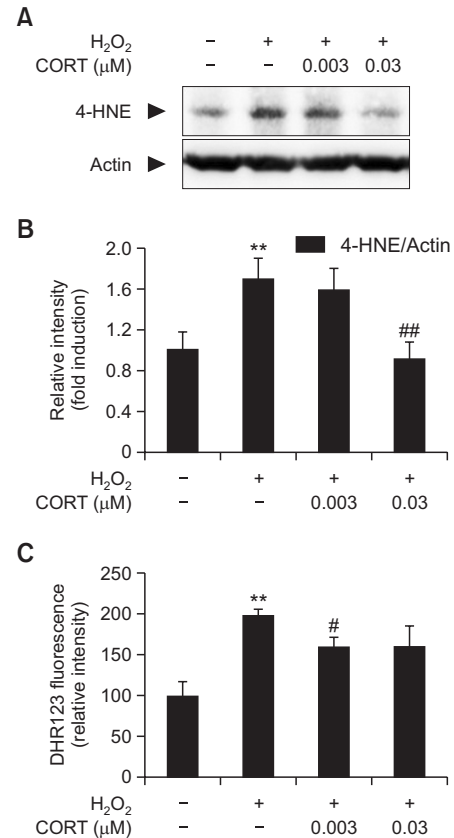 A
H₂O₂ – + + +
CORT (μM) – – 0.003 0.03
4-HNE
Actin
B
** 4-HNE/Actin
##
2.0
1.6
1.2
0.8
0.4
0
Relative intensity
(fold induction)
H₂O₂ – + + +
CORT (μM) – – 0.003 0.03
C
** #
250
200
150
100
50
0
DHR123 fluorescence
(relative intensity)
H₂O₂ – + + +
CORT (μM) – – 0.003 0.03